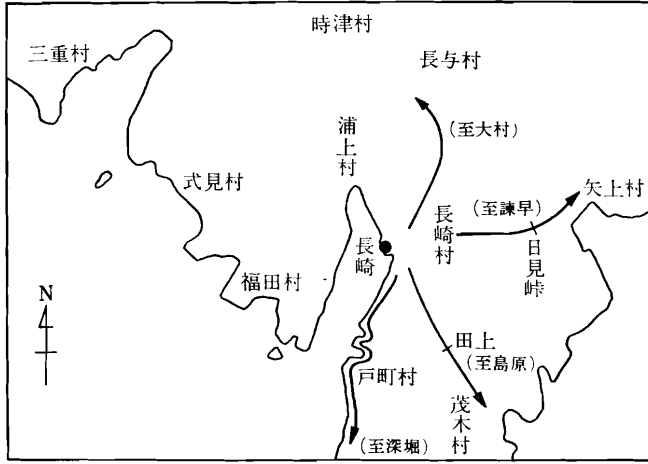 時津村
三重村
長与村
浦上村
(至大村)
式見村
矢上村
(至諫早)
長崎村
長崎
日見峠
福田村
N
田上
(至島原)
戸町村
茂木村
(至深堀)